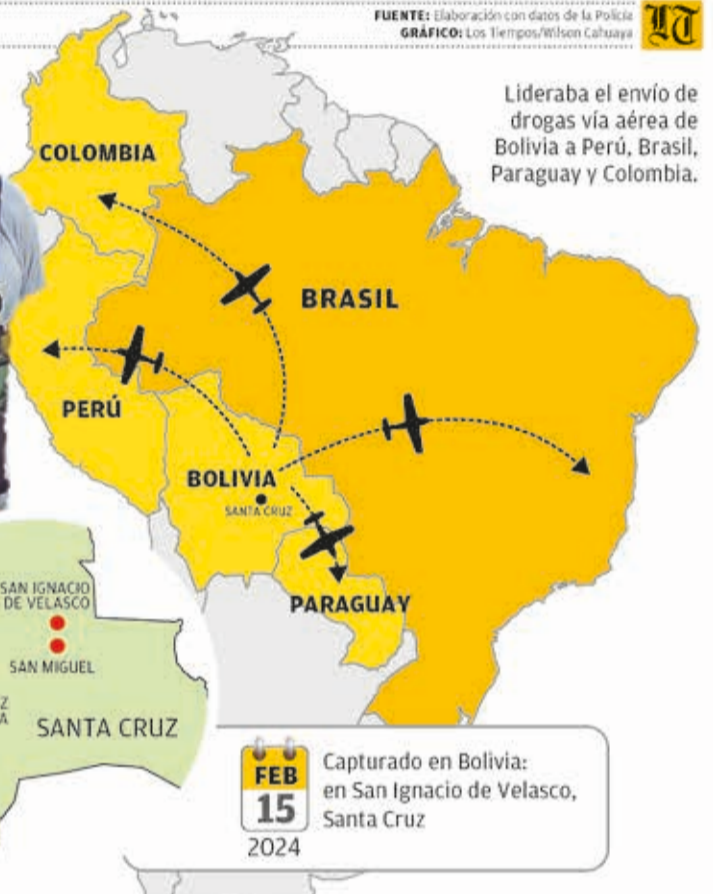 FUENTE: Elaboración con datos de la Policía
GRÁFICO: Los Tiempos/Wilson Cahuaya
LT
Lideraba el envío de
drogas vía aérea de
Bolivia a Perú, Brasil,
Paraguay y Colombia.
COLOMBIA
BRASIL
PERÚ
BOLIVIA
SANTA CRUZ
PARAGUAY
SAN IGNACIO
DE VELASCO
SAN MIGUEL
Z
A
SANTA CRUZ
FEB
15
2024
Capturado en Bolivia:
en San Ignacio de Velasco,
Santa Cruz